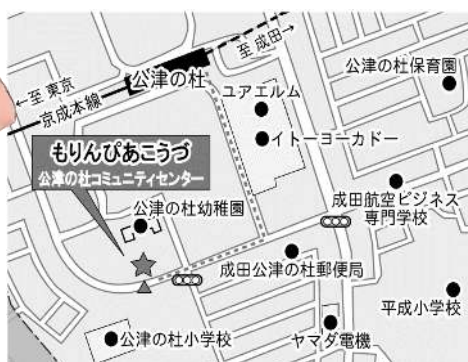 至 成田→
公津の杜
←至 東京
京成本線
公津の杜保育園
ユアエルム
イトーヨーカドー
もりんぴあこうづ
公津の杜コミュニティセンター
公津の杜幼稚園
成田航空ビジネス
専門学校
成田公津の杜郵便局
平成小学校
公津の杜小学校
ヤマダ電機